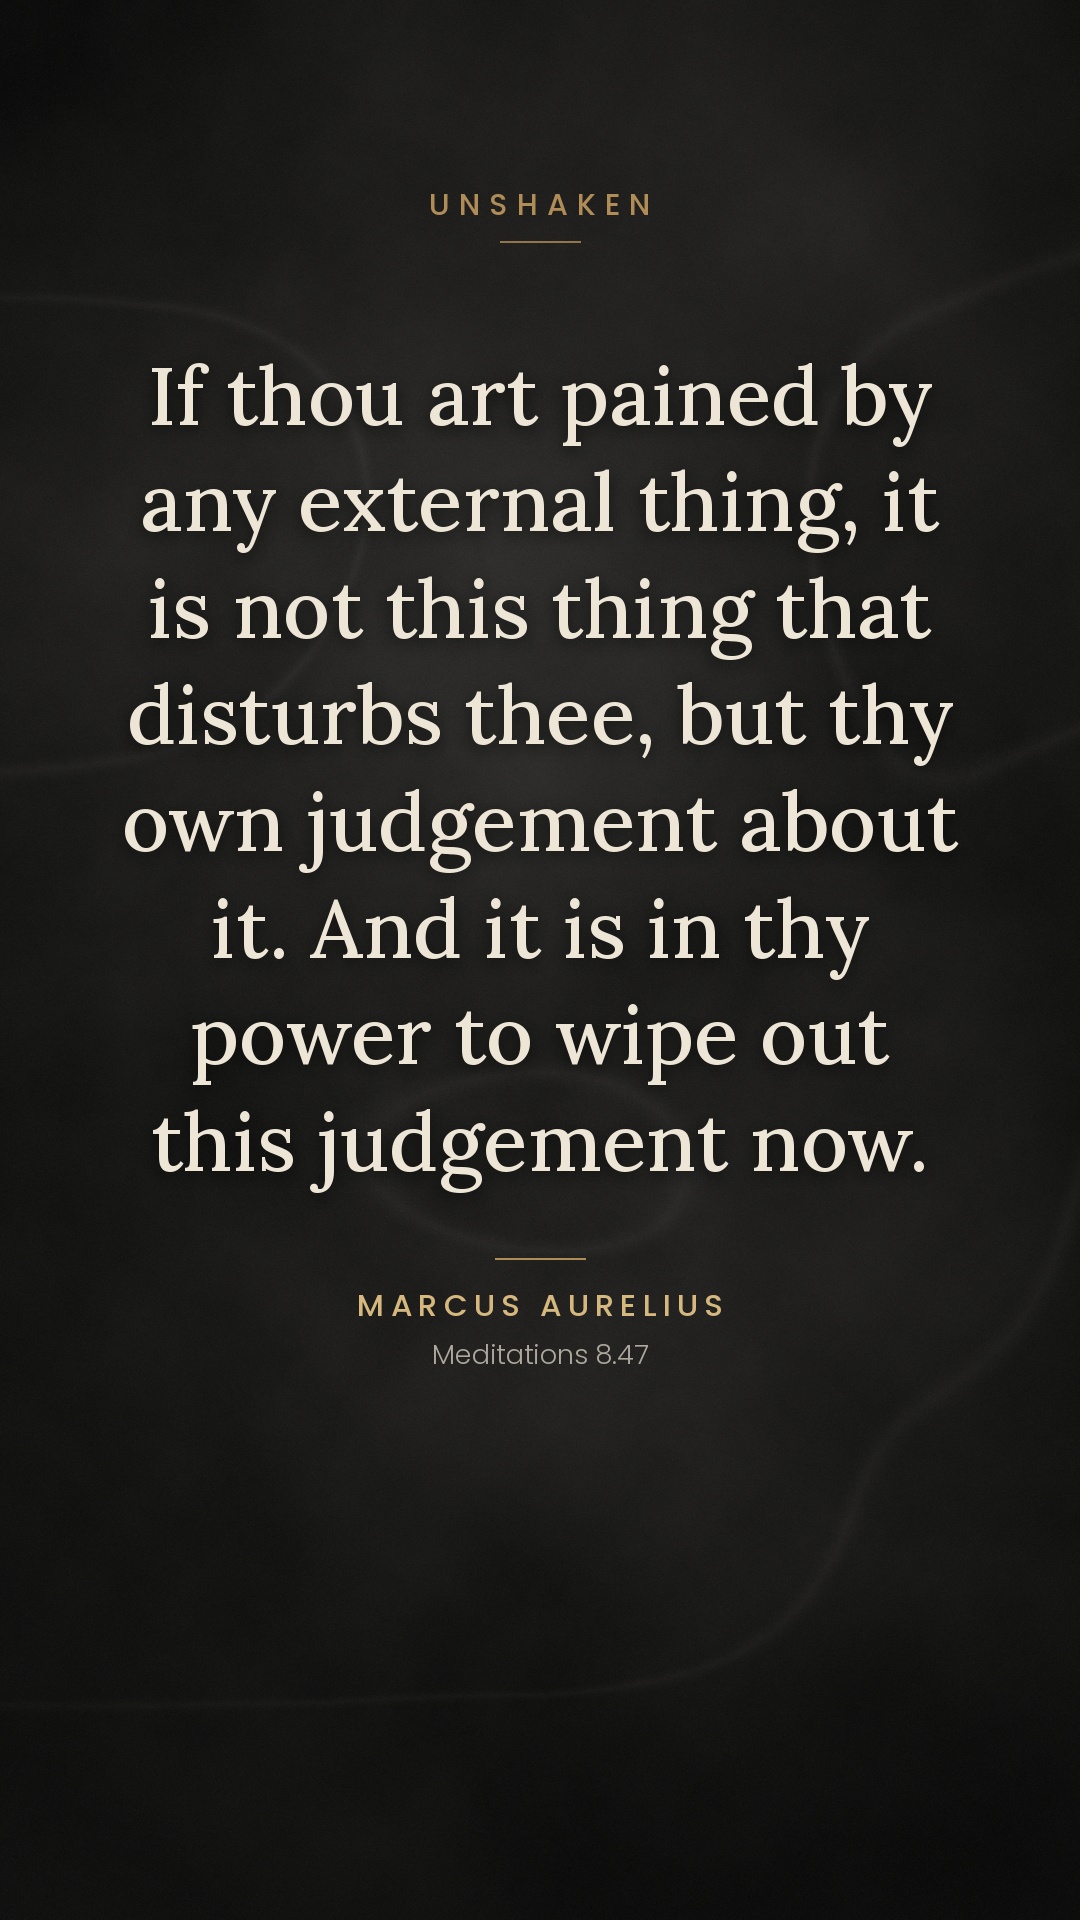 UNSHAKEN
If thou art pained by
any external thing, it
is not this thing that
disturbs thee, but thy
own judgement about
it. And it is in thy
power to wipe out
this judgement now.
MARCUS AURELIUS
Meditations 8.47